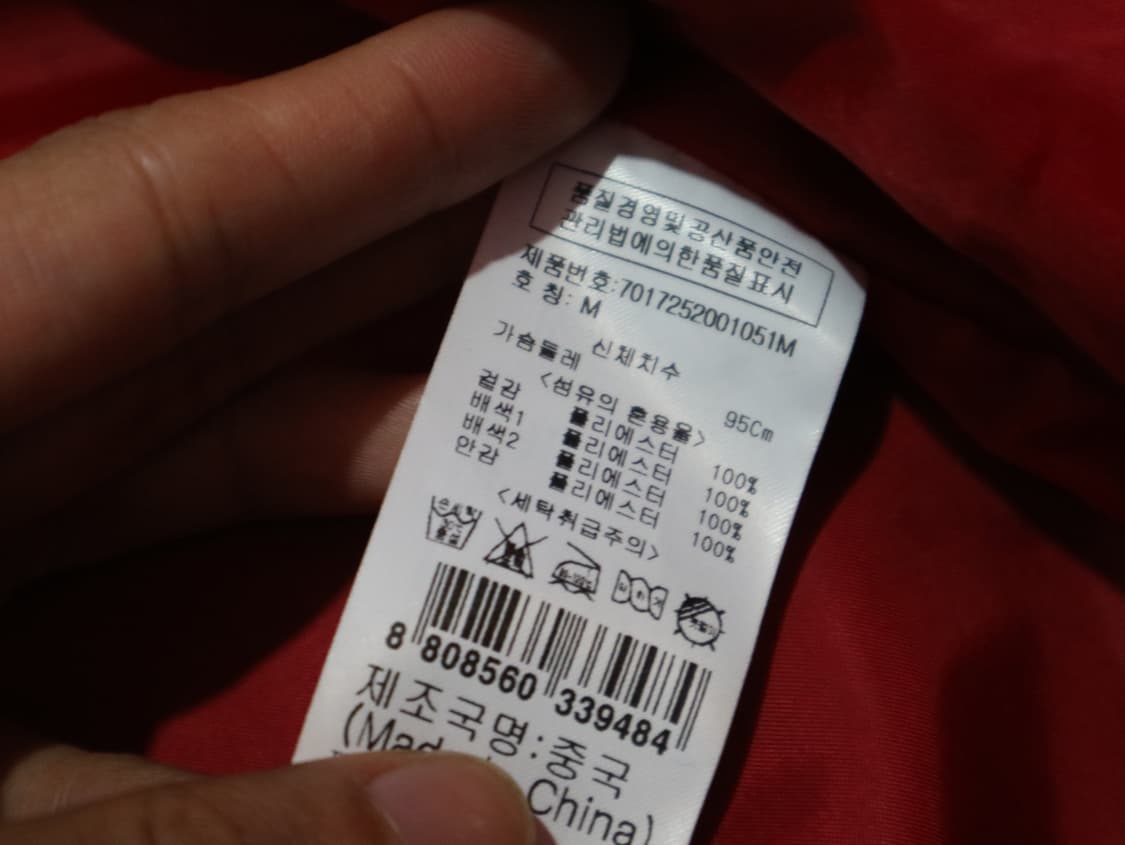 품질경영및공산품안전
관리법에의한품질표시
제품번호:7017252001051M
호 칭: M
신체치수
가슴둘레 95Cm
<섬유의 혼용율>
겉감 폴리에스터 100%
배색1 폴리에스터 100%
배색2 폴리에스터 100%
안감 폴리에스터 100%
<세탁취급주의>
8 808560 339484
제조국명:중국
China)